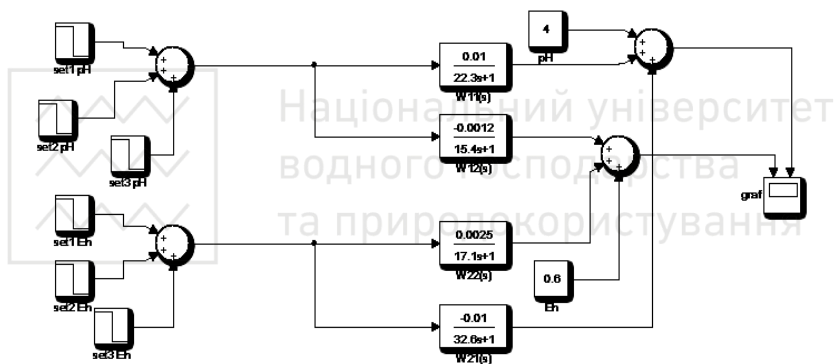 set1 pH
set2 pH
set3 pH
set1 Eh
set2 Eh
set3 Eh
0.01
22.3s+1
W11(s)
-0.0012
15.4s+1
W12(s)
0.0025
17.1s+1
W22(s)
-0.01
32.6s+1
W21(s)
4
pH
0.6
Eh
graf
Національний університет
водного господарства
та природокористування